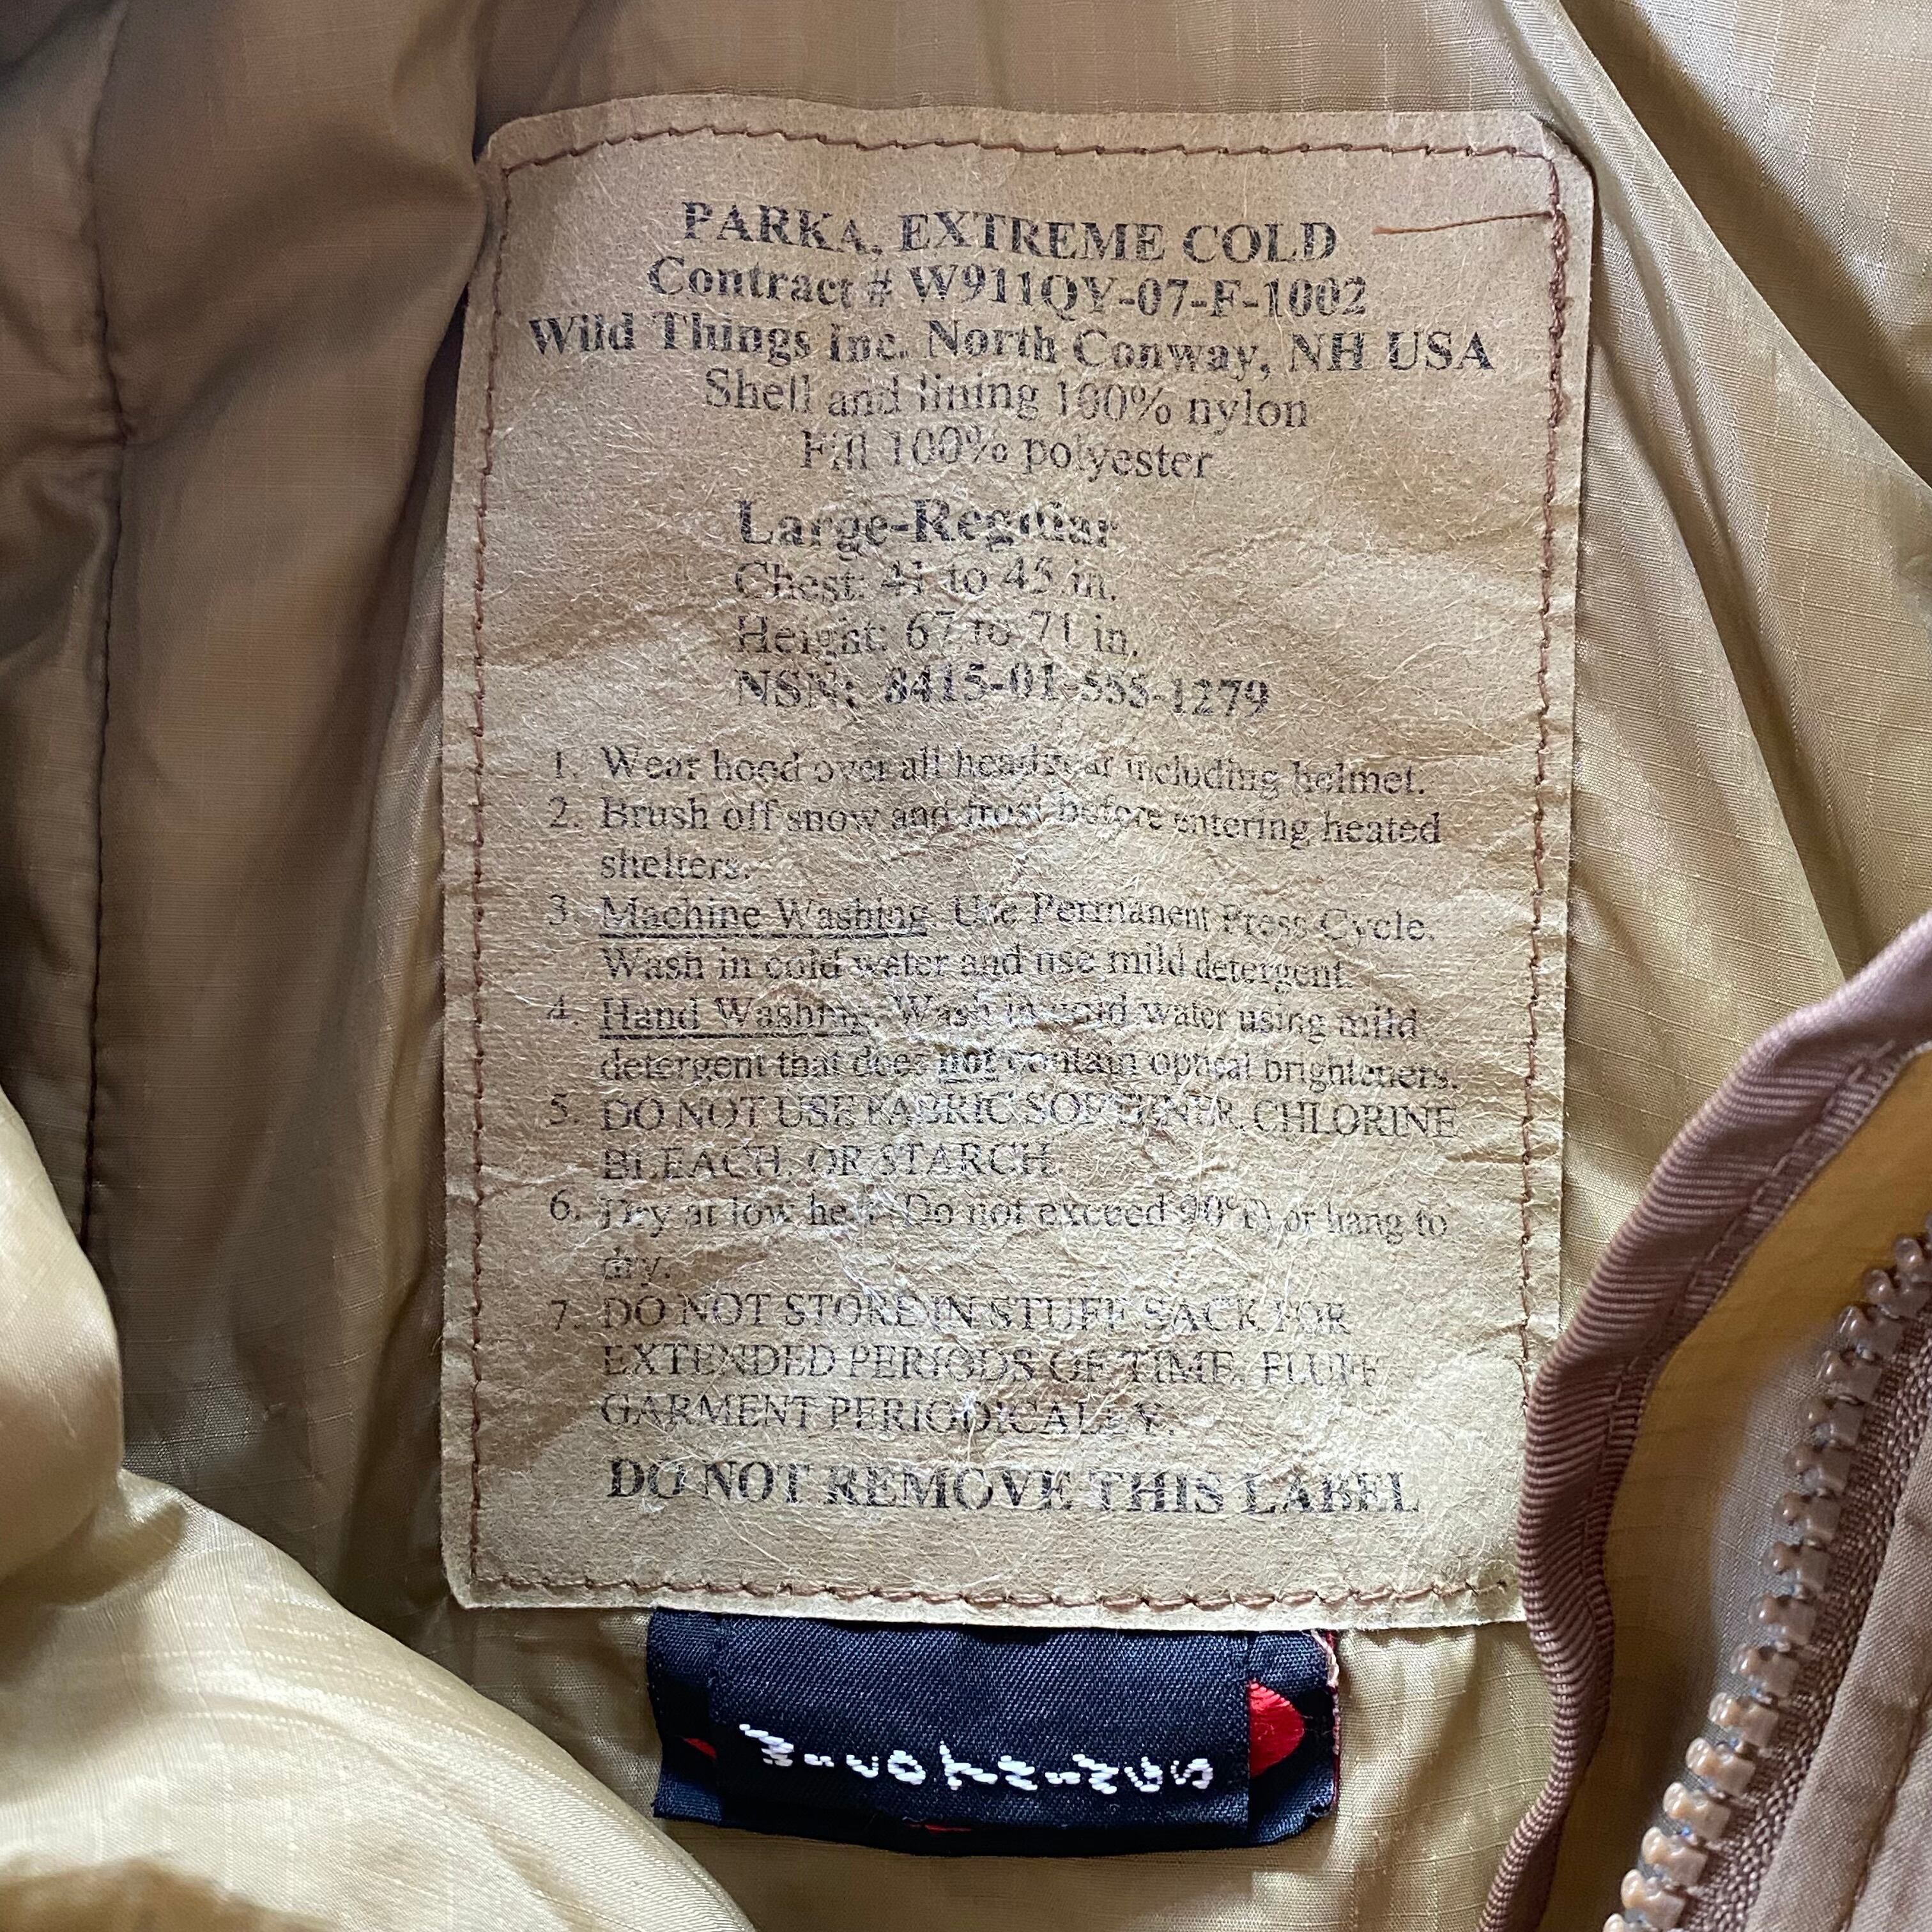 PARKA, EXTREME COLD
Contract # W911QY-07-F-1002
Wild Things Inc. North Conway, NH USA
Shell and lining 100% nylon
Fill 100% polyester
Large-Regular
Chest: 41 to 45 in.
Height: 67 to 71 in.
NSN: 8415-01-555-1279
1. Wear hood over all headgear including helmet.
2. Brush off snow and frost before entering heated
shelters.
3. Machine Washing. Use Permanent Press Cycle.
Wash in cold water and use mild detergent.
4. Hand Washing. Wash in cold water using mild
detergent that does not contain optical brighteners.
5. DO NOT USE FABRIC SOFTENER, CHLORINE
BLEACH, OR STARCH.
6. Dry at low heat (Do not exceed 90°F) or hang to
dry.
7. DO NOT STORE IN STUFF SACK FOR
EXTENDED PERIODS OF TIME. FLUFF
GARMENT PERIODICALLY.
DO NOT REMOVE THIS LABEL